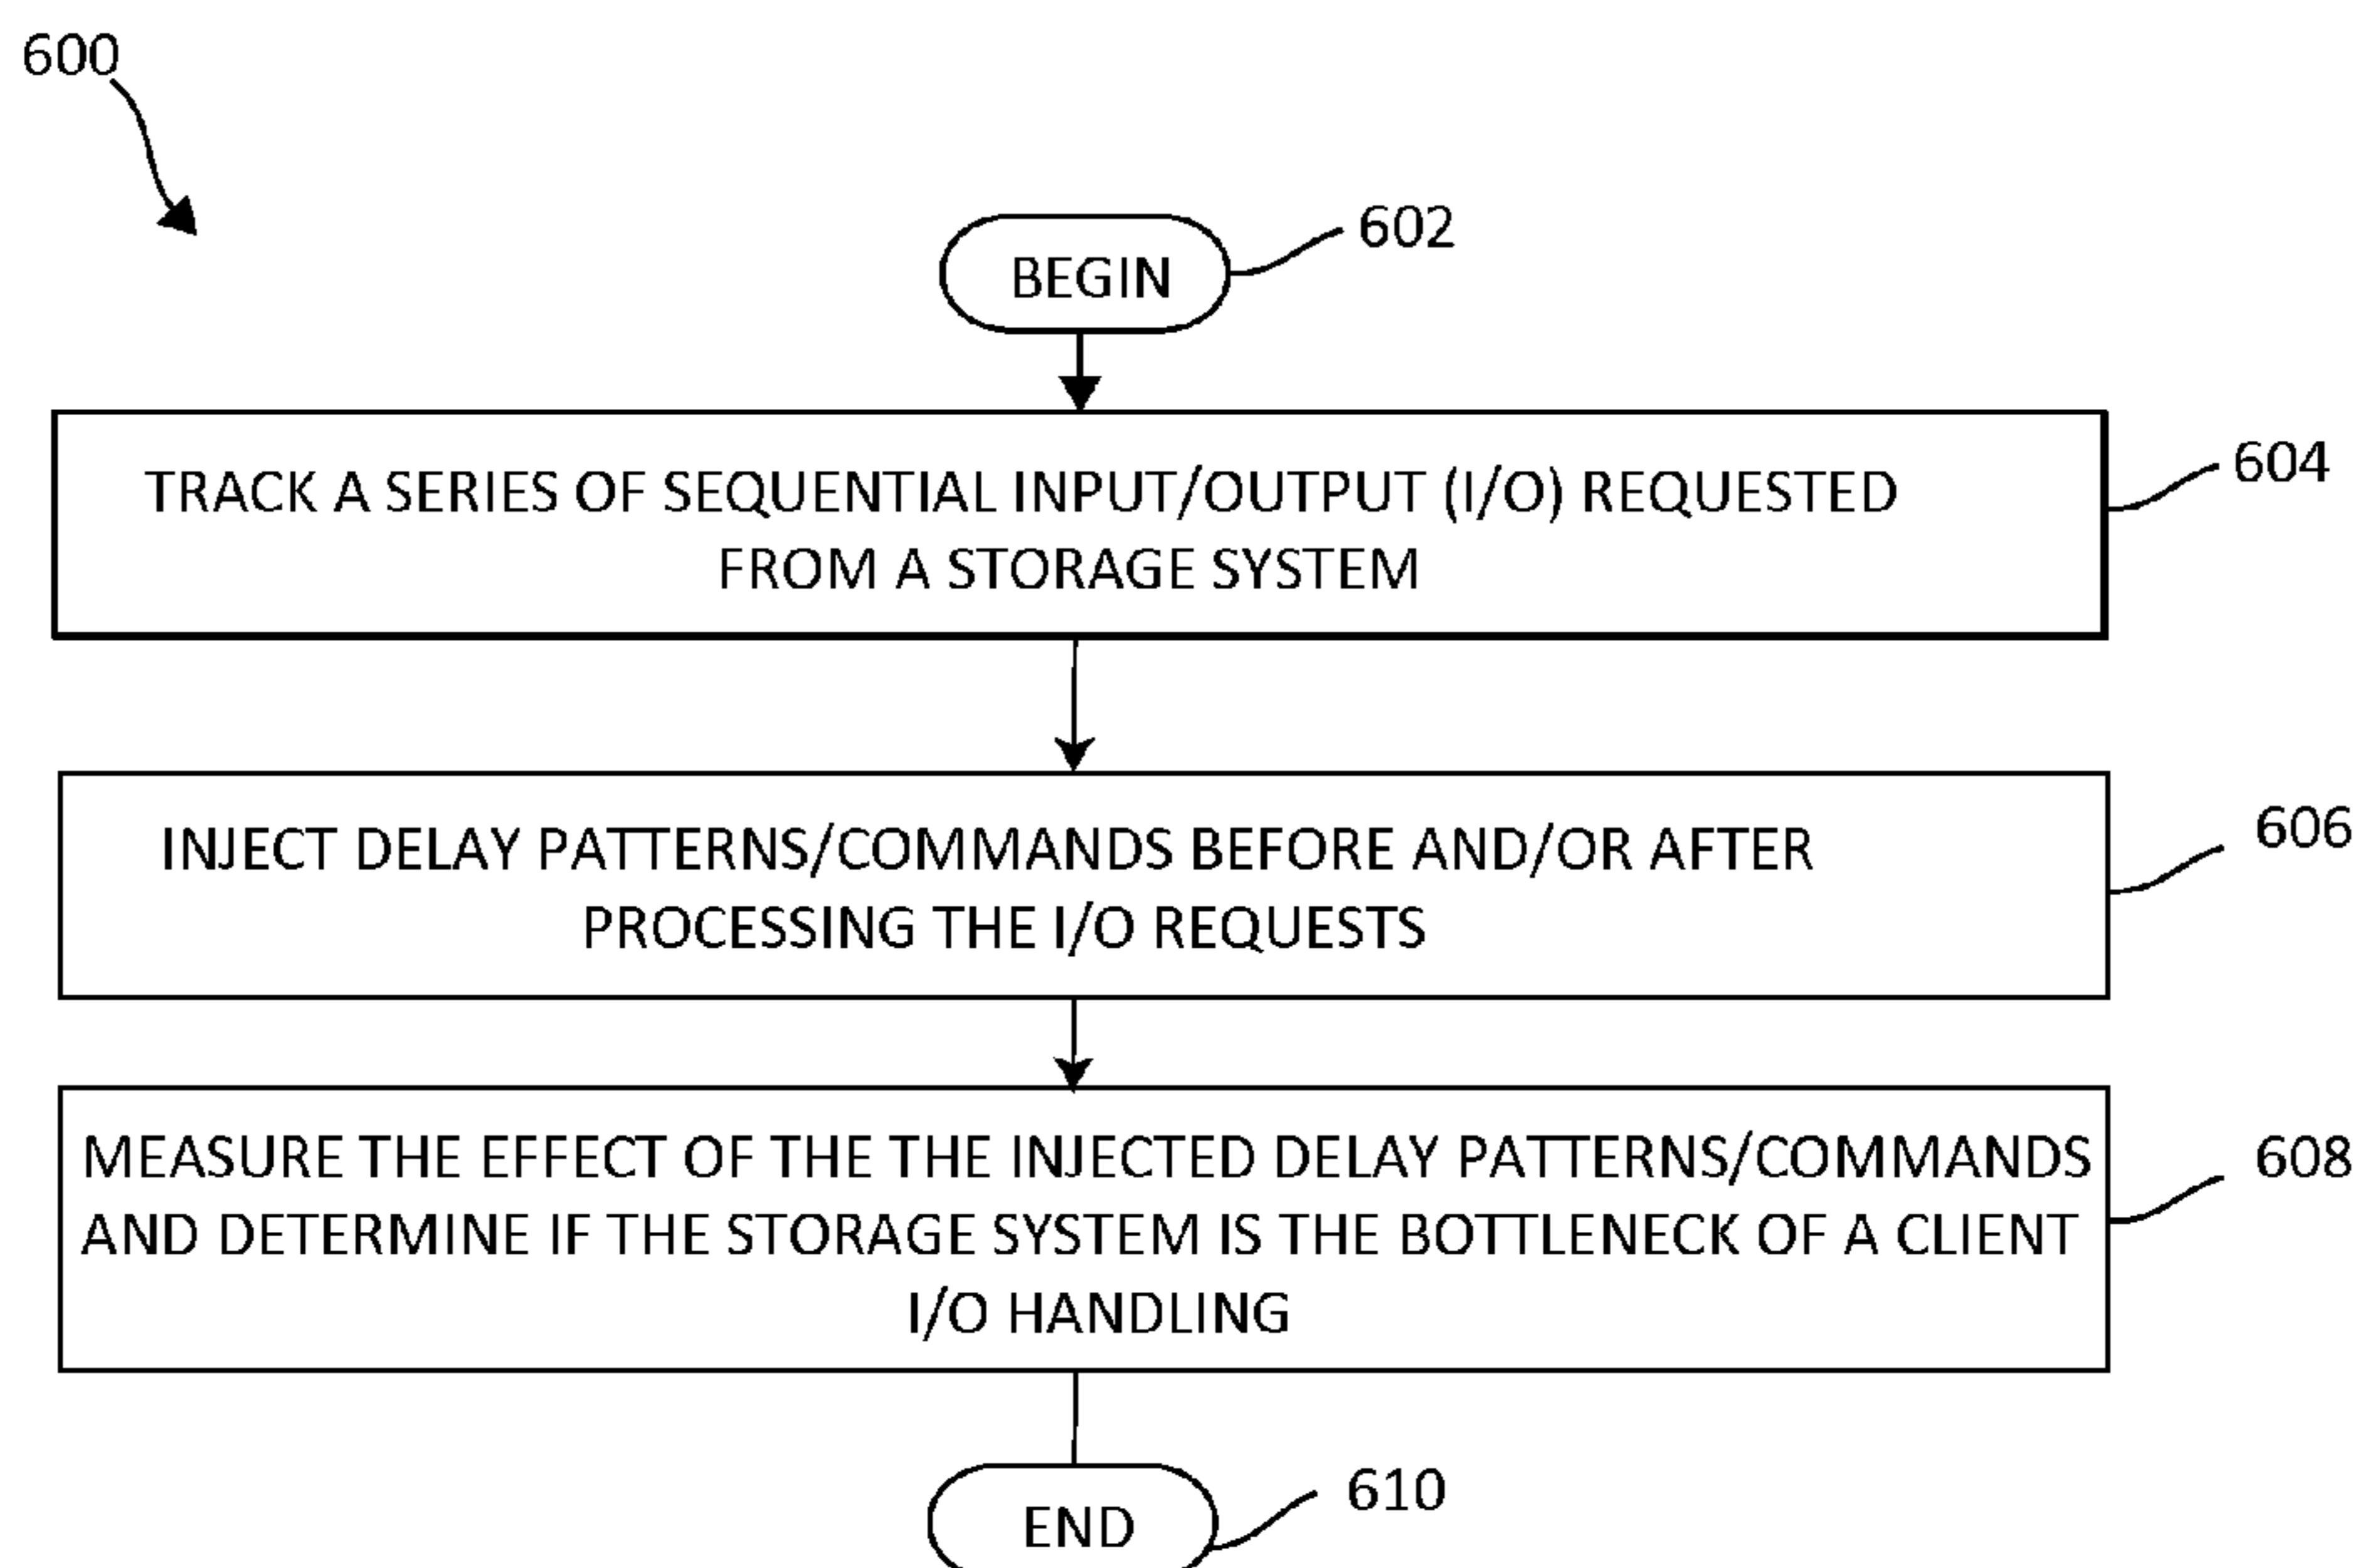 600
BEGIN
602
TRACK A SERIES OF SEQUENTIAL INPUT/OUTPUT (I/O) REQUESTED
FROM A STORAGE SYSTEM
604
INJECT DELAY PATTERNS/COMMANDS BEFORE AND/OR AFTER
PROCESSING THE I/O REQUESTS
606
MEASURE THE EFFECT OF THE THE INJECTED DELAY PATTERNS/COMMANDS
AND DETERMINE IF THE STORAGE SYSTEM IS THE BOTTLENECK OF A CLIENT
I/O HANDLING
608
END
610